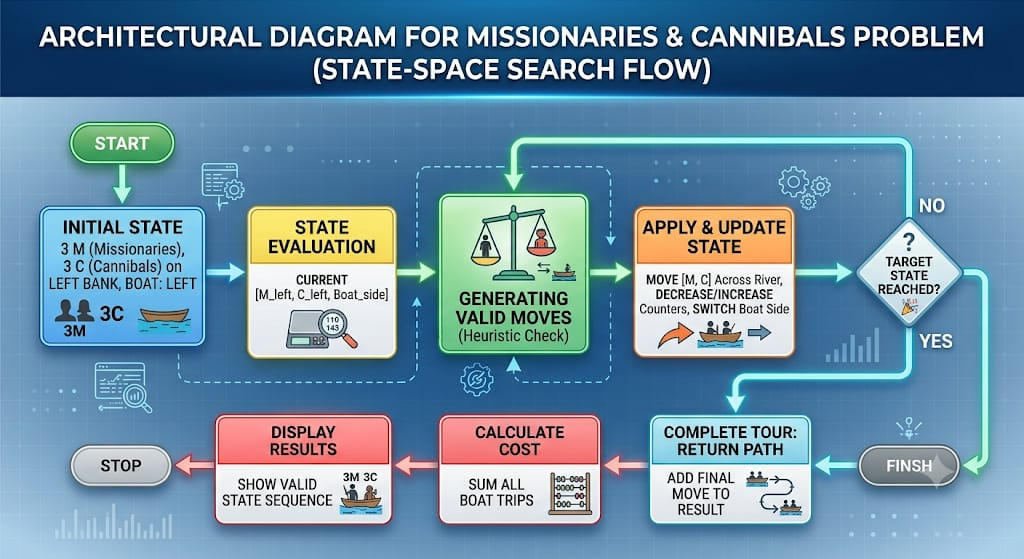 ARCHITECTURAL DIAGRAM FOR MISSIONARIES & CANNIBALS PROBLEM
(STATE-SPACE SEARCH FLOW)
START
INITIAL STATE
3 M (Missionaries),
3 C (Cannibals) on
LEFT BANK, BOAT: LEFT
3C
3M
STATE
EVALUATION
CURRENT
[M_left, C_left, Boat_side]
110
143
GENERATING
VALID MOVES
(Heuristic Check)
APPLY & UPDATE
STATE
MOVE [M, C] Across River,
DECREASE/INCREASE
Counters, SWITCH Boat Side
NO
?
TARGET
STATE
REACHED?
YES
STOP
DISPLAY
RESULTS
SHOW VALID
STATE SEQUENCE
3M 3C
CALCULATE
COST
SUM ALL
BOAT TRIPS
COMPLETE TOUR:
RETURN PATH
ADD FINAL
MOVE TO
RESULT
FINSH